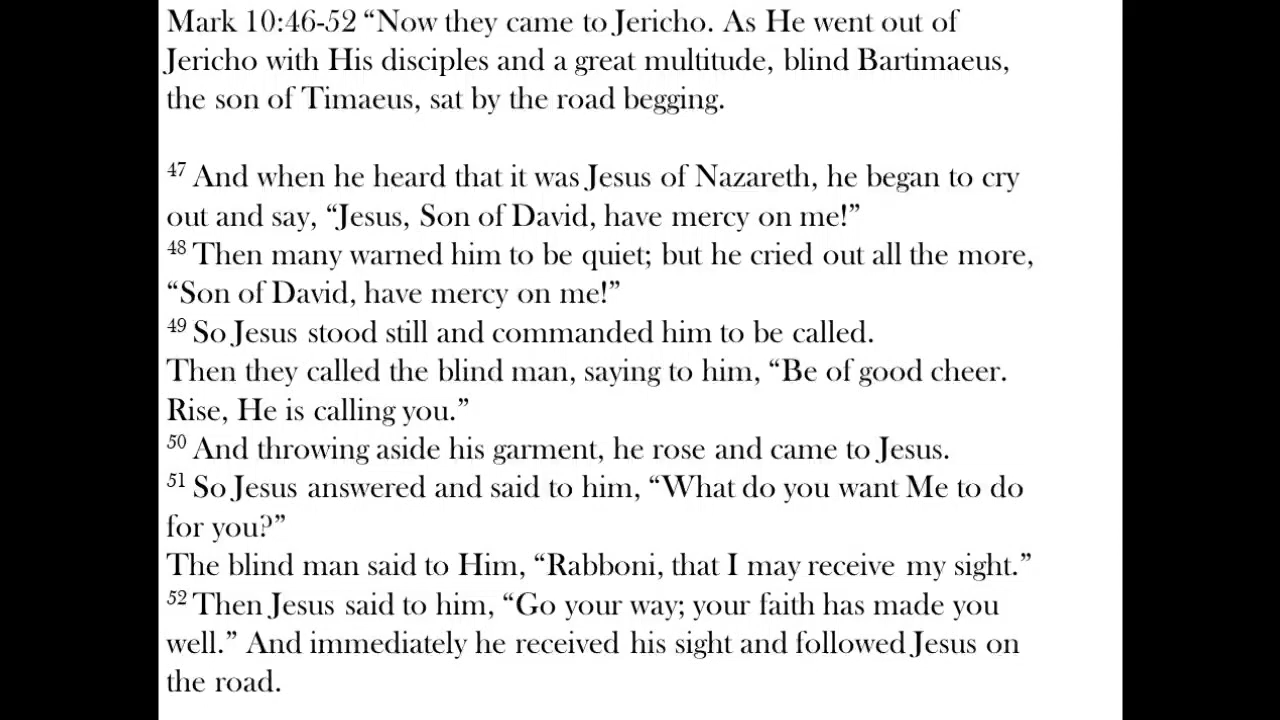 Mark 10:46-52 “Now they came to Jericho. As He went out of
Jericho with His disciples and a great multitude, blind Bartimaeus,
the son of Timaeus, sat by the road begging.
47 And when he heard that it was Jesus of Nazareth, he began to cry
out and say, “Jesus, Son of David, have mercy on me!”
48 Then many warned him to be quiet; but he cried out all the more,
“Son of David, have mercy on me!”
49 So Jesus stood still and commanded him to be called.
Then they called the blind man, saying to him, “Be of good cheer.
Rise, He is calling you.”
50 And throwing aside his garment, he rose and came to Jesus.
51 So Jesus answered and said to him, “What do you want Me to do
for you?”
The blind man said to Him, “Rabboni, that I may receive my sight.”
52 Then Jesus said to him, “Go your way; your faith has made you
well.” And immediately he received his sight and followed Jesus on
the road.